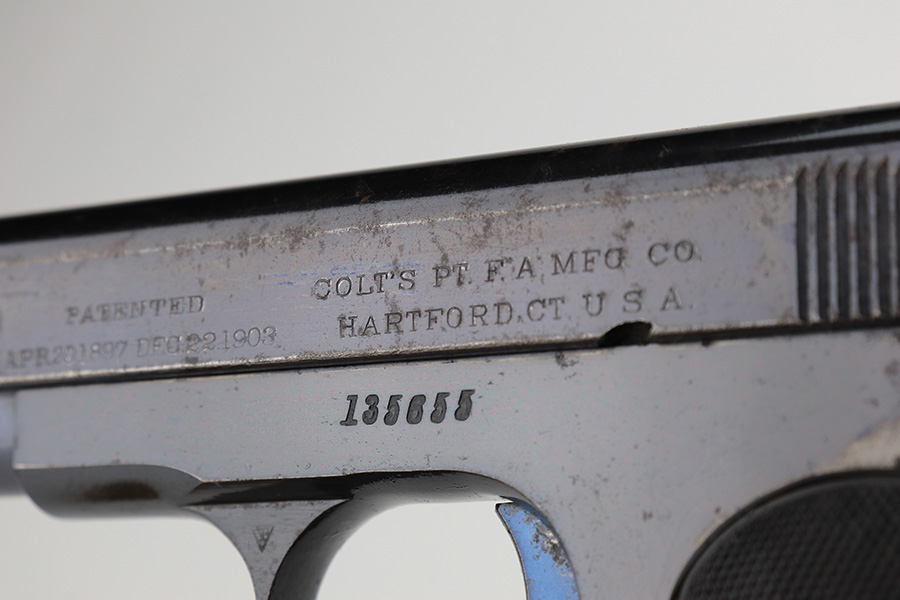 PATENTED
APR 20 1897 DEC 22 1903
COLT'S PT. F. A. MFG. CO.
HARTFORD, CT. U. S. A.
135655
V